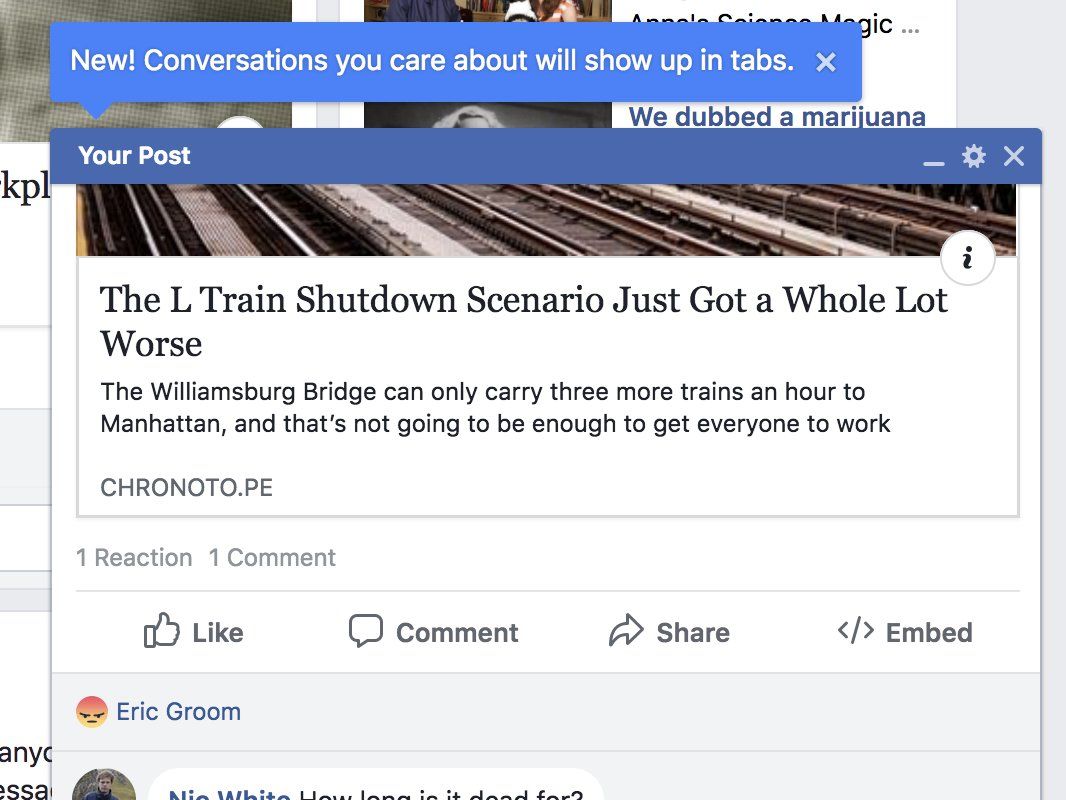 Anna's Science Magic ...
New! Conversations you care about will show up in tabs.
We dubbed a marijuana
Your Post
rkpl
The L Train Shutdown Scenario Just Got a Whole Lot
Worse
The Williamsburg Bridge can only carry three more trains an hour to
Manhattan, and that’s not going to be enough to get everyone to work
CHRONOTO.PE
1 Reaction 1 Comment
Like Comment Share Embed
Eric Groom
anyo
essa
Nic White How long is it dead for?